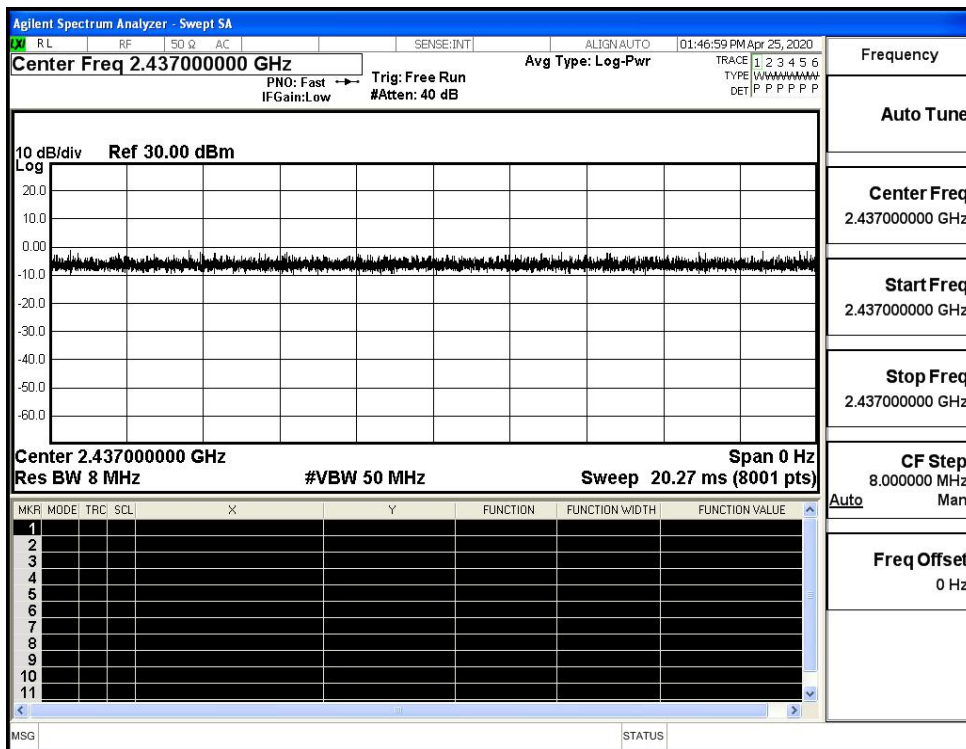 Agilent Spectrum Analyzer - Swept SA
LXI RL RF 50 Ω AC SENSE:INT ALIGN AUTO 01:46:59 PM Apr 25, 2020
Center Freq 2.437000000 GHz
PNO: Fast
IFGain:Low
Trig: Free Run
#Atten: 40 dB
Avg Type: Log-Pwr
TRACE 1 2 3 4 5 6
TYPE WWWWWW
DET P P P P P P
10 dB/div Ref 30.00 dBm
Log
20.0
10.0
0.00
-10.0
-20.0
-30.0
-40.0
-50.0
-60.0
Center 2.437000000 GHz Span 0 Hz
Res BW 8 MHz #VBW 50 MHz Sweep 20.27 ms (8001 pts)
MKR MODE TRC SCL X Y FUNCTION FUNCTION WIDTH FUNCTION VALUE
1
2
3
4
5
6
7
8
9
10
11
MSG STATUS
Frequency
Auto Tune
Center Freq
2.437000000 GHz
Start Freq
2.437000000 GHz
Stop Freq
2.437000000 GHz
CF Step
8.000000 MHz
Auto Man
Freq Offset
0 Hz